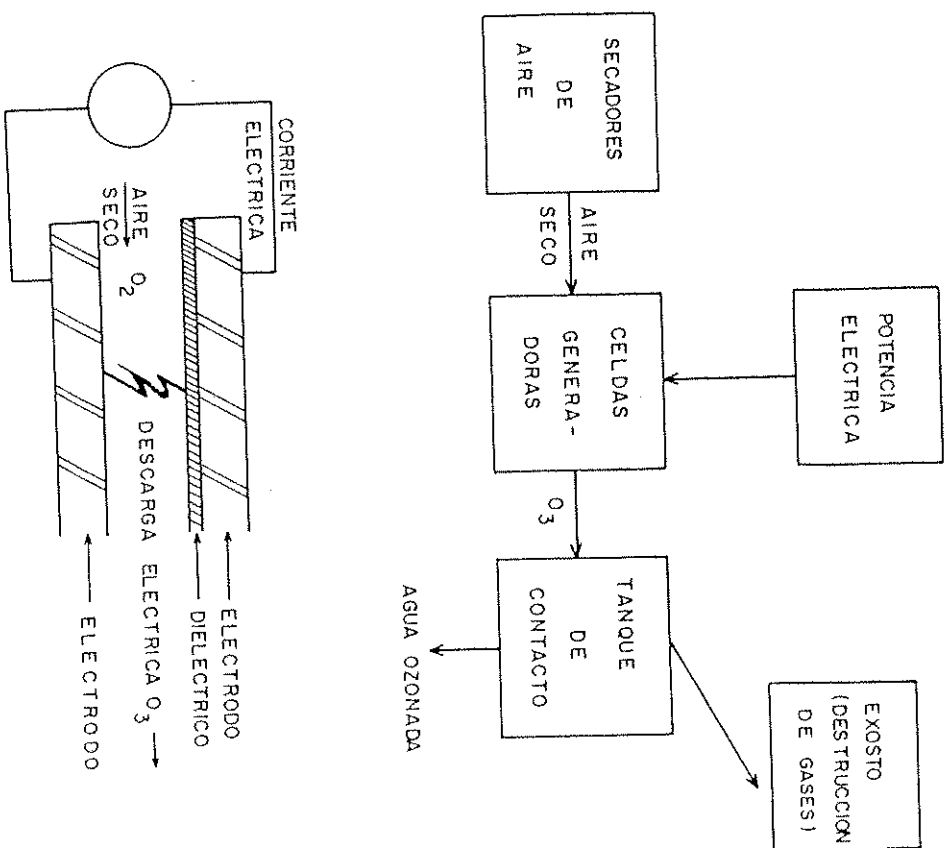 POTENCIA
ELECTRICA
EXOSTO
(DESTRUCCION
DE GASES)
SECADORES
DE
AIRE
AIRE
SECO
CELDAS
GENERA-
DORAS
O3
TANQUE
DE
CONTACTO
AGUA OZONADA
CORRIENTE
ELECTRICA
AIRE
SECO
O2
DESCARGA ELECTRICA O3
ELECTRODO
DIELECTRICO
ELECTRODO